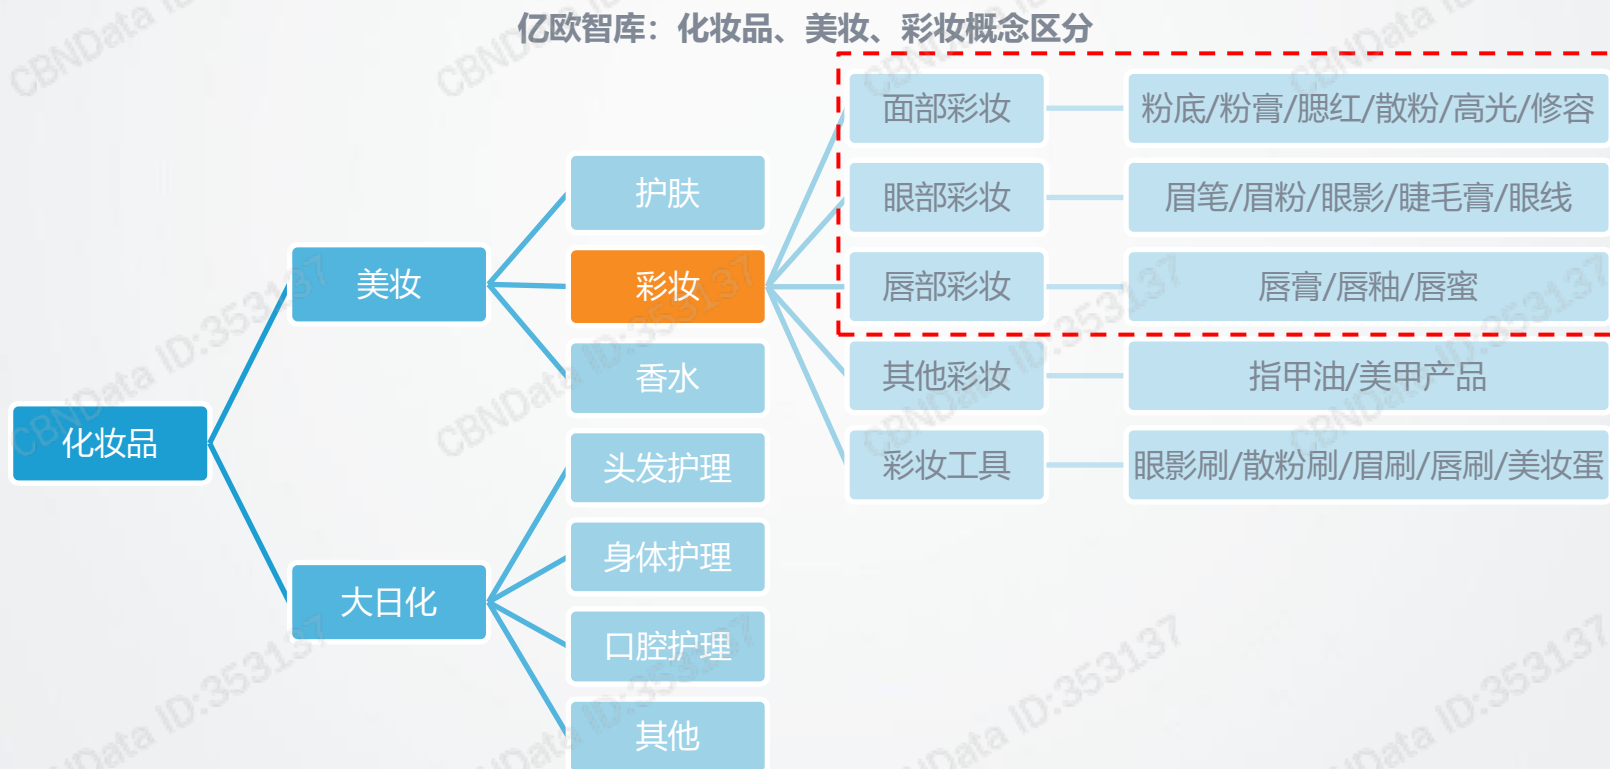 亿欧智库：化妆品、美妆、彩妆概念区分
化妆品
美妆
大日化
护肤
彩妆
香水
头发护理
身体护理
口腔护理
其他
面部彩妆
粉底/粉膏/腮红/散粉/高光/修容
眼部彩妆
眉笔/眉粉/眼影/睫毛膏/眼线
唇部彩妆
唇膏/唇釉/唇蜜
其他彩妆
指甲油/美甲产品
彩妆工具
眼影刷/散粉刷/眉刷/唇刷/美妆蛋
CBNData ID:353137